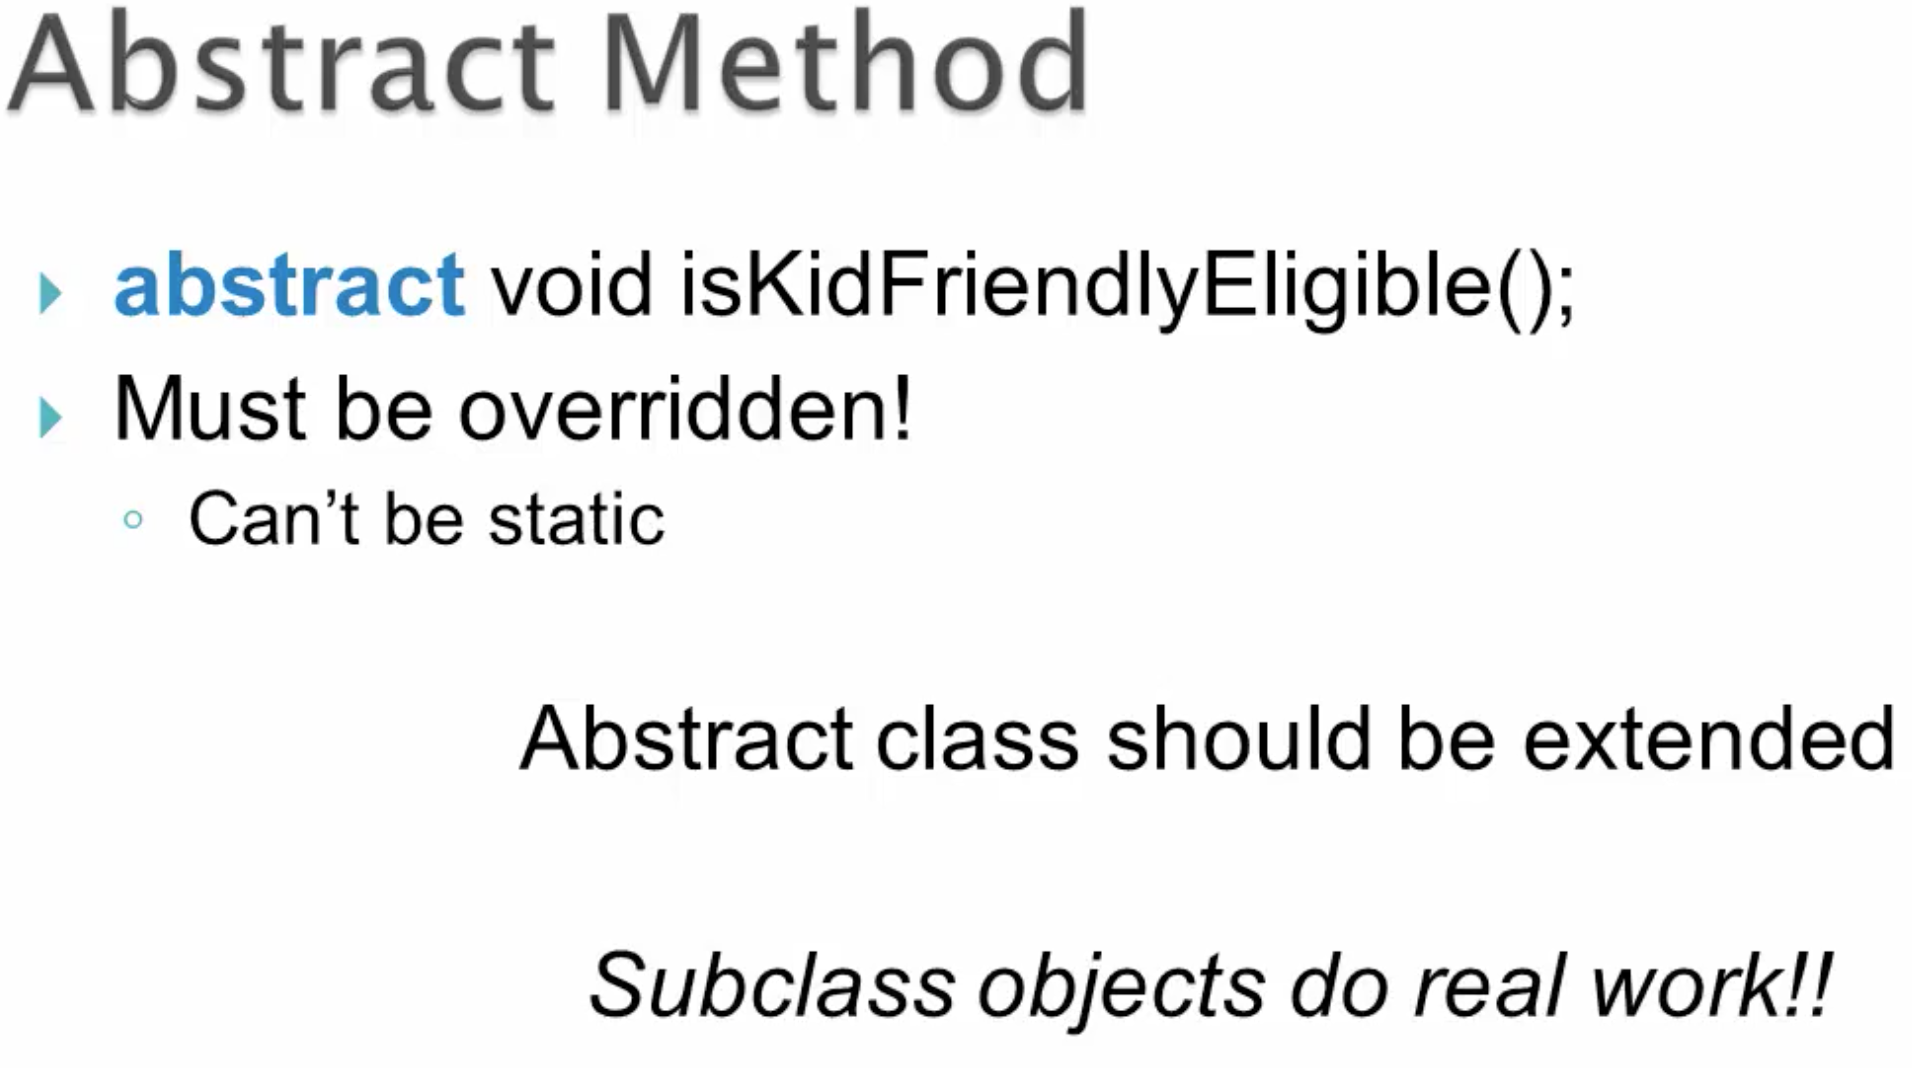 Abstract Method
abstract void isKidFriendlyEligible();
Must be overridden!
Can’t be static
Abstract class should be extended
Subclass objects do real work!!